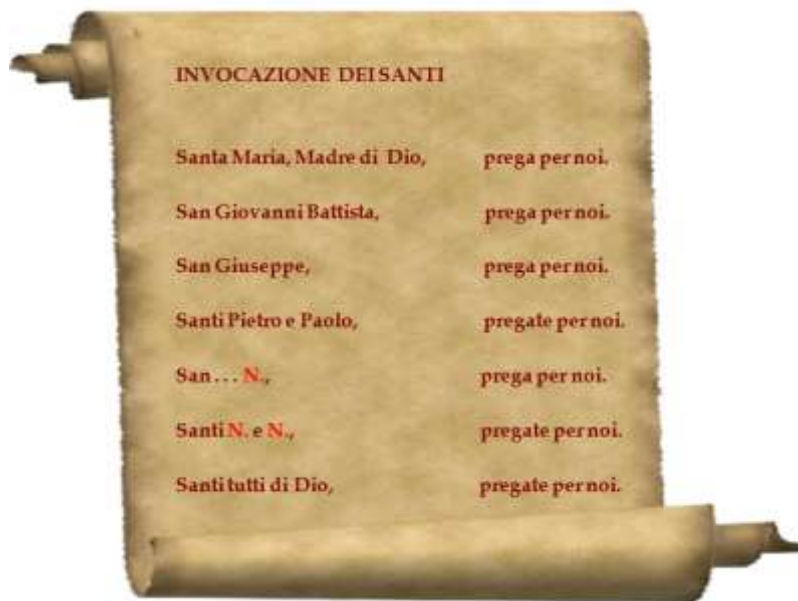 INVOCAZIONE DEI SANTI
Santa Maria, Madre di Dio, prega per noi.
San Giovanni Battista, prega per noi.
San Giuseppe, prega per noi.
Santi Pietro e Paolo, pregate per noi.
San . . . N., prega per noi.
Santi N. e N., pregate per noi.
Santi tutti di Dio, pregate per noi.